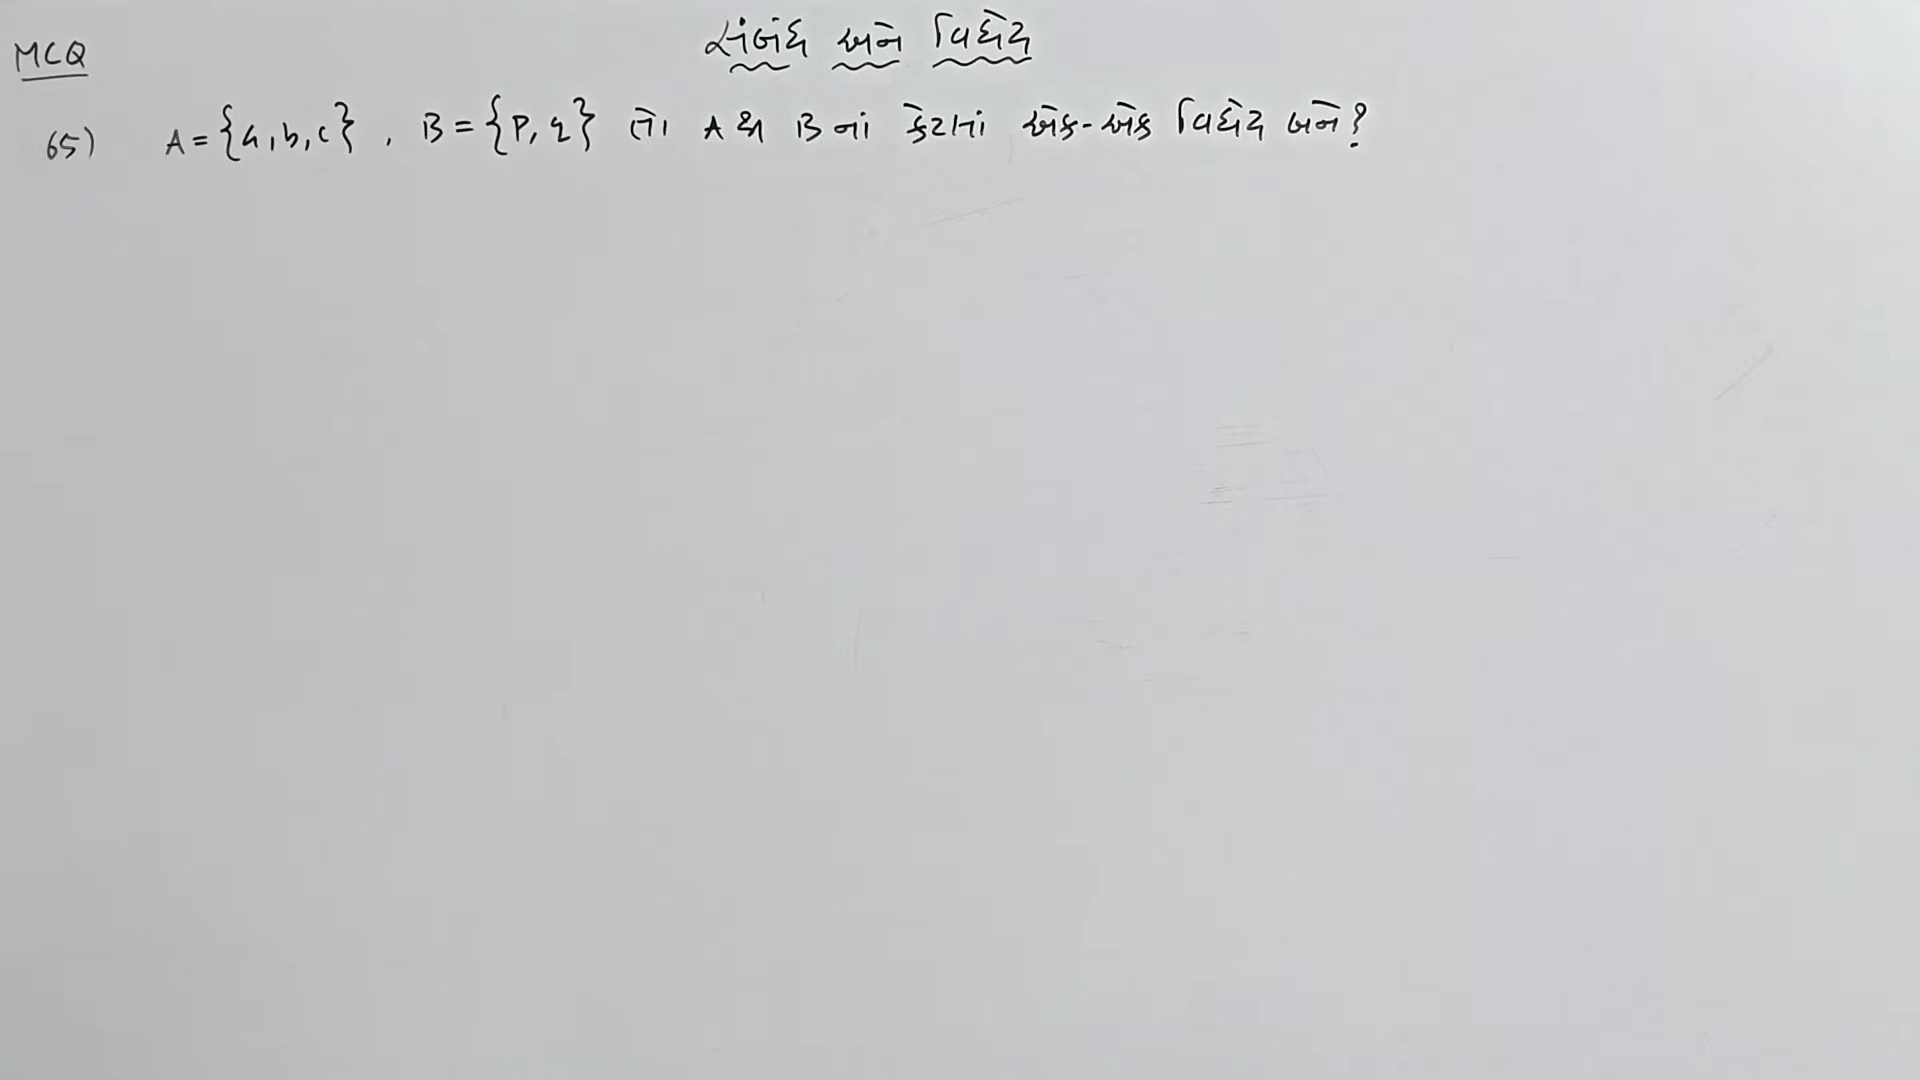 MCQ
સંબંધ અને વિધેય
65) A = {a, b, c}, B = {P, q} તો A થી B નાં કેટલાં એક-એક વિધેય બને?